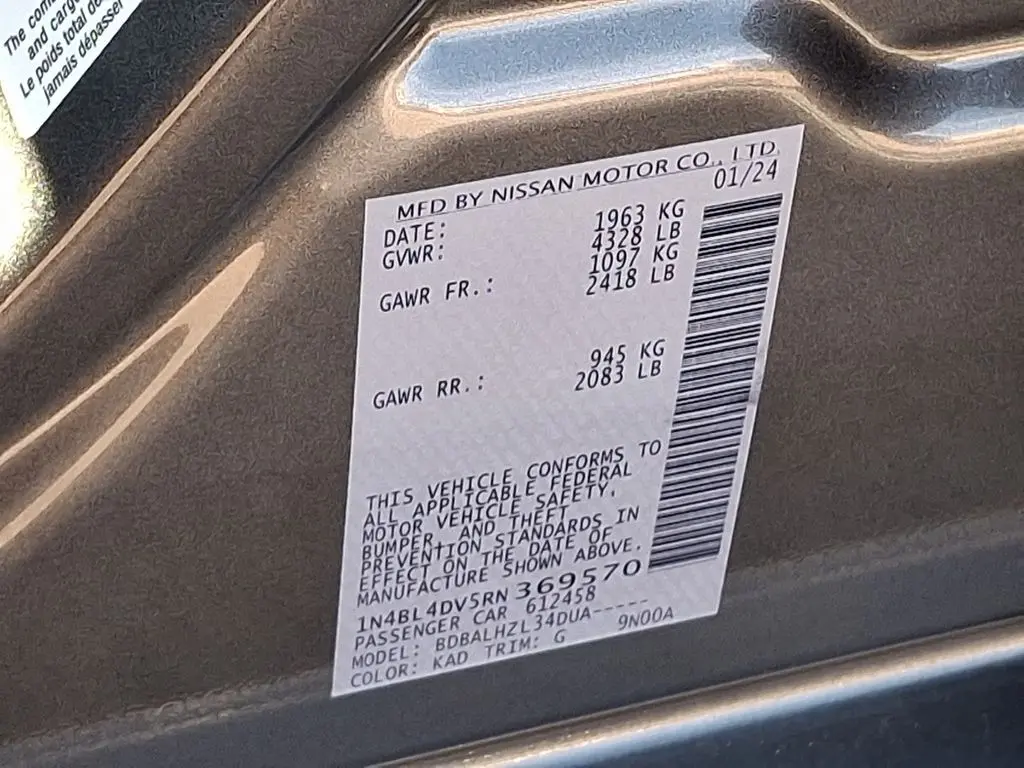 The com
and cargo
Le poids total de
jamais dépasser
MFD BY NISSAN MOTOR CO., LTD.
DATE: 01/24
GVWR: 1963 KG
4328 LB
GAWR FR.: 1097 KG
2418 LB
GAWR RR.: 945 KG
2083 LB
THIS VEHICLE CONFORMS TO
ALL APPLICABLE FEDERAL
MOTOR VEHICLE SAFETY,
BUMPER, AND THEFT
PREVENTION STANDARDS IN
EFFECT ON THE DATE OF
MANUFACTURE SHOWN ABOVE.
1N4BL4DV5RN369570
PASSENGER CAR 612458
MODEL: BDBALHZL34DUA-----
COLOR: KAD TRIM: G 9N00A